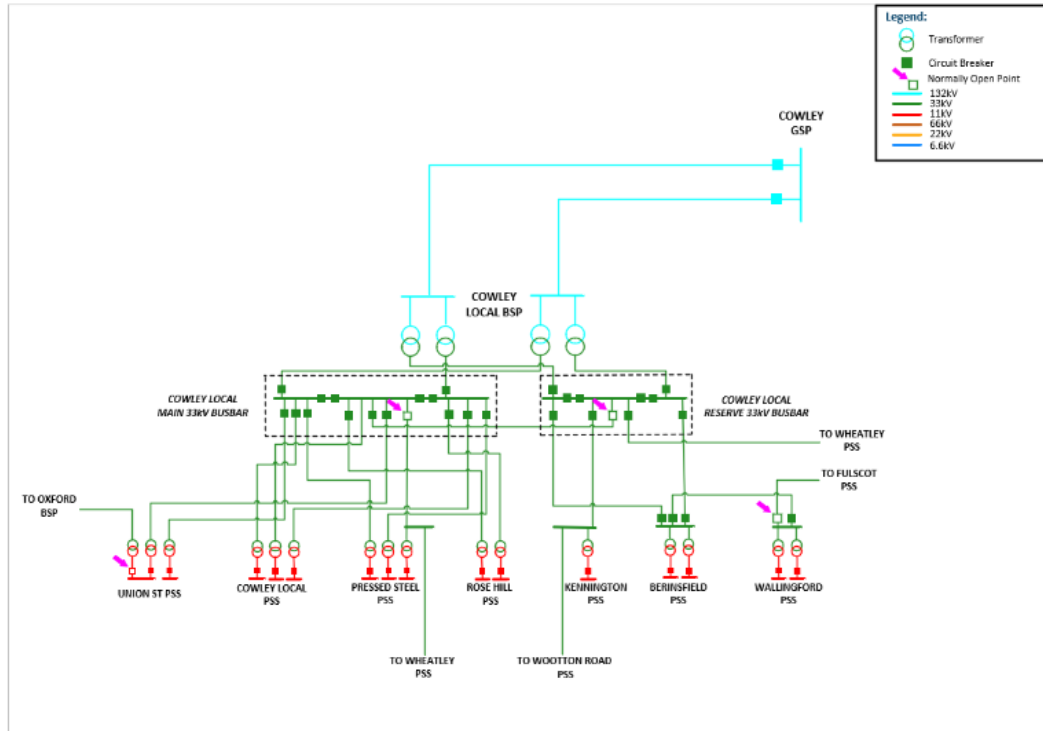 Legend:
Transformer
Circuit Breaker
Normally Open Point
132kV
33kV
11kV
66kV
22kV
6.6kV
COWLEY
GSP
COWLEY
LOCAL BSP
COWLEY LOCAL
MAIN 33kV BUSBAR
COWLEY LOCAL
RESERVE 33kV BUSBAR
TO WHEATLEY
PSS
TO FULSCOT
PSS
TO OXFORD
BSP
UNION ST PSS
COWLEY LOCAL
PSS
PRESSED STEEL
PSS
ROSE HILL
PSS
KENNINGTON
PSS
BERINSFIELD
PSS
WALLINGFORD
PSS
TO WHEATLEY
PSS
TO WOOTTON ROAD
PSS